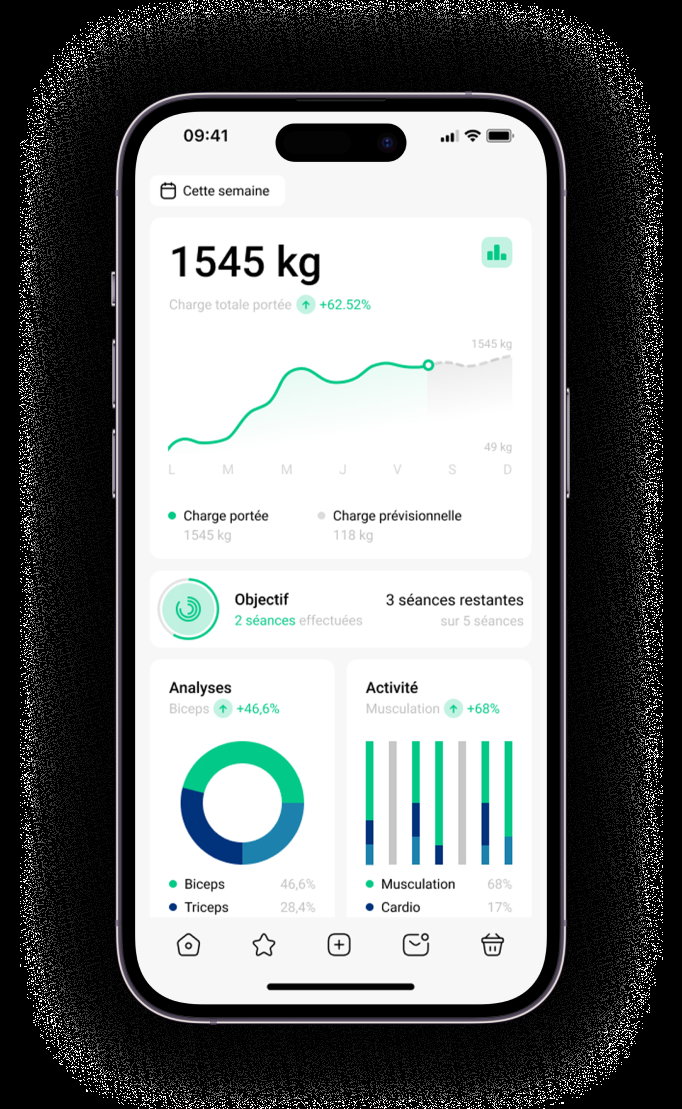 09:41
Cette semaine
1545 kg
Charge totale portée +62.52%
1545 kg
49 kg
L M M J V S D
Charge portée Charge prévisionnelle
1545 kg 118 kg
Objectif 3 séances restantes
2 séances effectuées sur 5 séances
Analyses
Biceps +46,6%
Biceps 46,6%
Triceps 28,4%
Activité
Musculation +68%
Musculation 68%
Cardio 17%